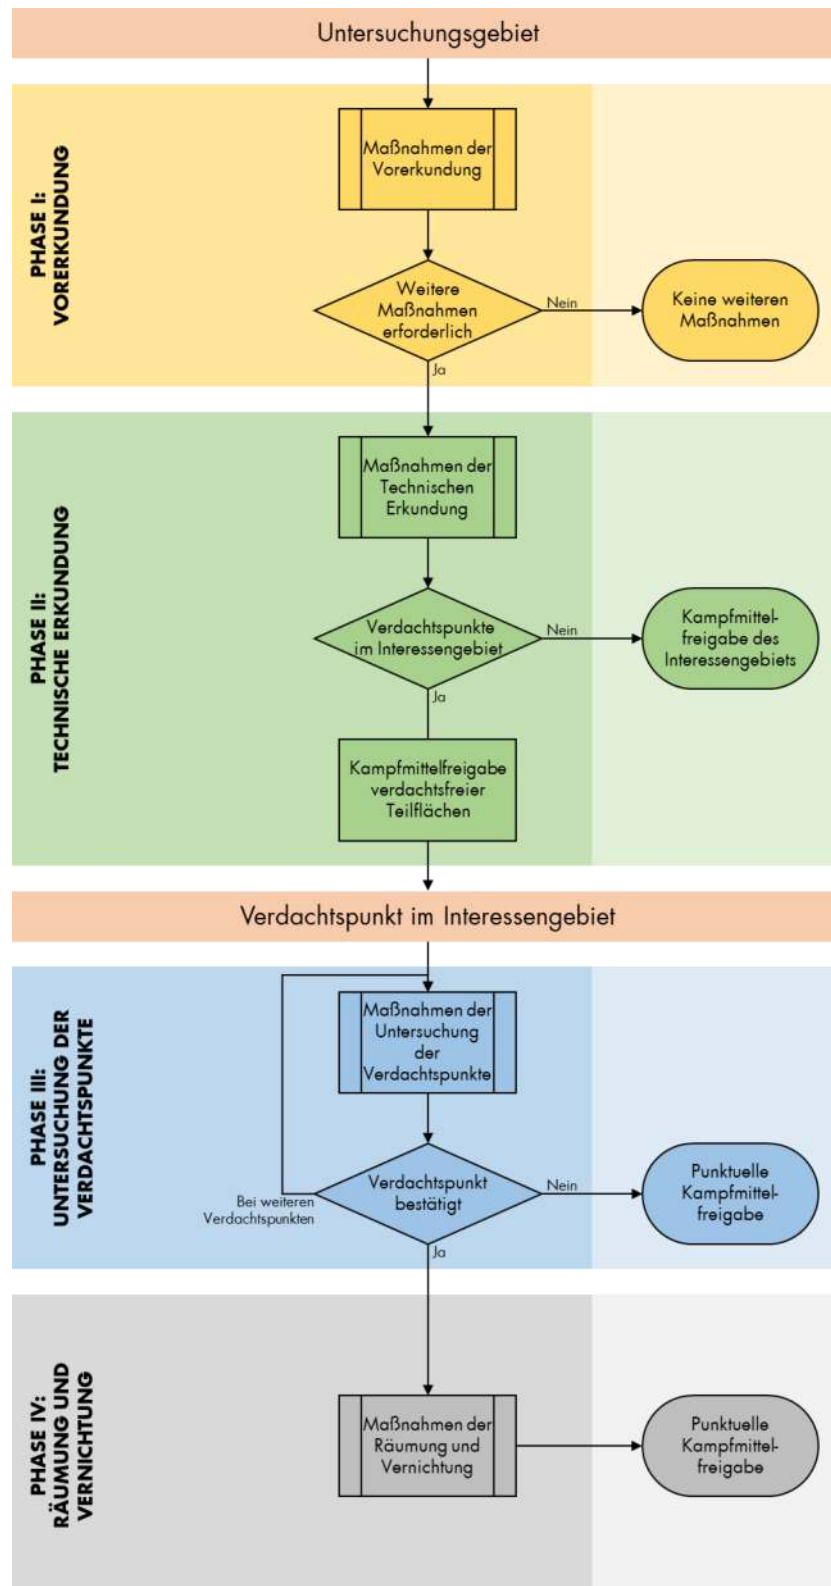 Untersuchungsgebiet
PHASE I:
VORERKUNDUNG
Maßnahmen der
Vorerkundung
Weitere
Maßnahmen
erforderlich
Nein
Keine weiteren
Maßnahmen
Ja
PHASE II:
TECHNISCHE ERKUNDUNG
Maßnahmen der
Technischen
Erkundung
Verdachtspunkte
im Interessengebiet
Nein
Kampfmittel-
freigabe des
Interessengebiets
Ja
Kampfmittelfreigabe
verdachtsfreier
Teilflächen
Verdachtspunkt im Interessengebiet
PHASE III:
UNTERSUCHUNG DER
VERDACHTSPUNKTE
Maßnahmen der
Untersuchung
der
Verdachtspunkte
Verdachtspunkt
bestätigt
Nein
Punktuelle
Kampfmittel-
freigabe
Bei weiteren
Verdachtspunkten
Ja
PHASE IV:
RÄUMUNG UND
VERNICHTUNG
Maßnahmen der
Räumung und
Vernichtung
Punktuelle
Kampfmittel-
freigabe